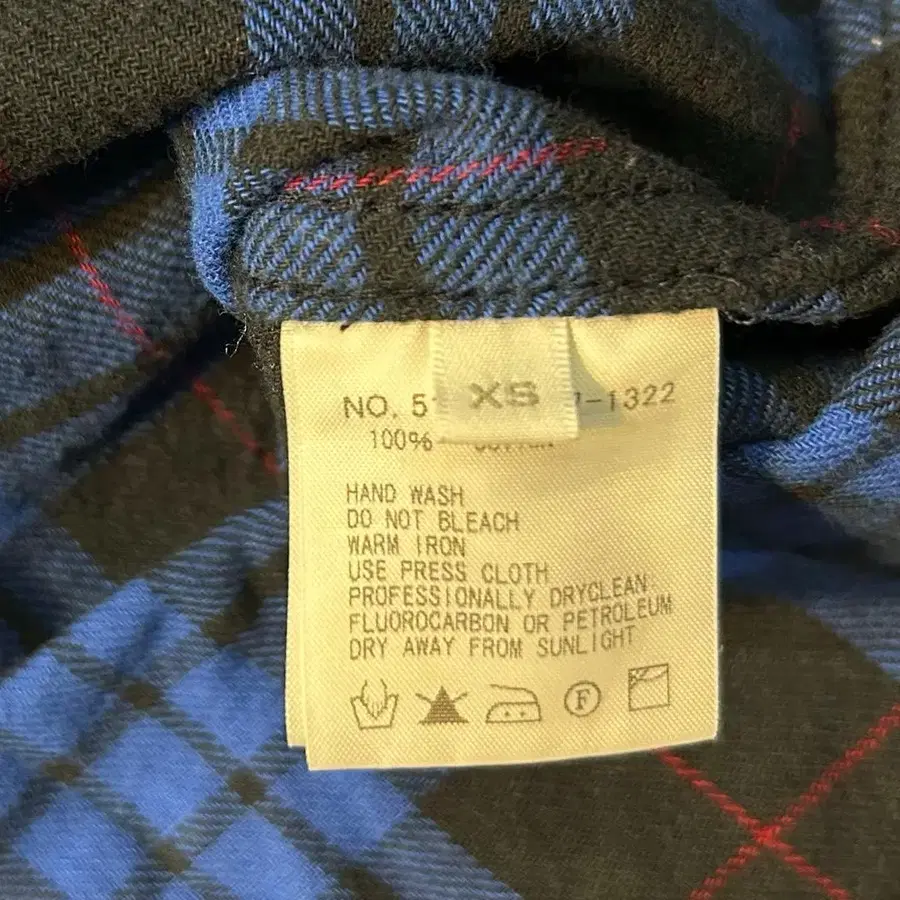 XS
NO. 5 -1322
100%
HAND WASH
DO NOT BLEACH
WARM IRON
USE PRESS CLOTH
PROFESSIONALLY DRYCLEAN
FLUOROCARBON OR PETROLEUM
DRY AWAY FROM SUNLIGHT
F